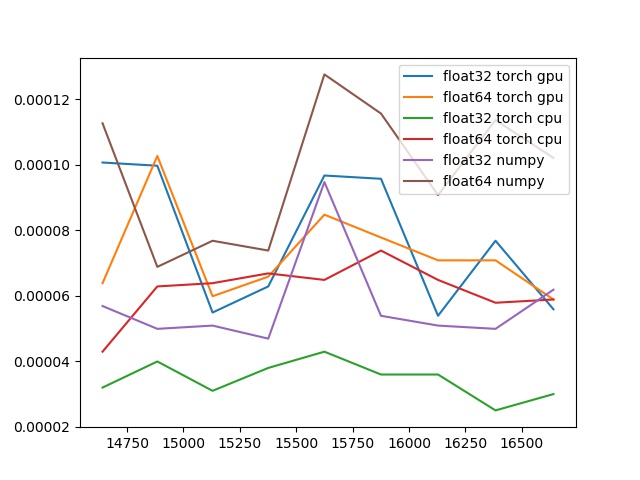 0.00012
0.00010
0.00008
0.00006
0.00004
0.00002
float32 torch gpu
float64 torch gpu
float32 torch cpu
float64 torch cpu
float32 numpy
float64 numpy
14750 15000 15250 15500 15750 16000 16250 16500